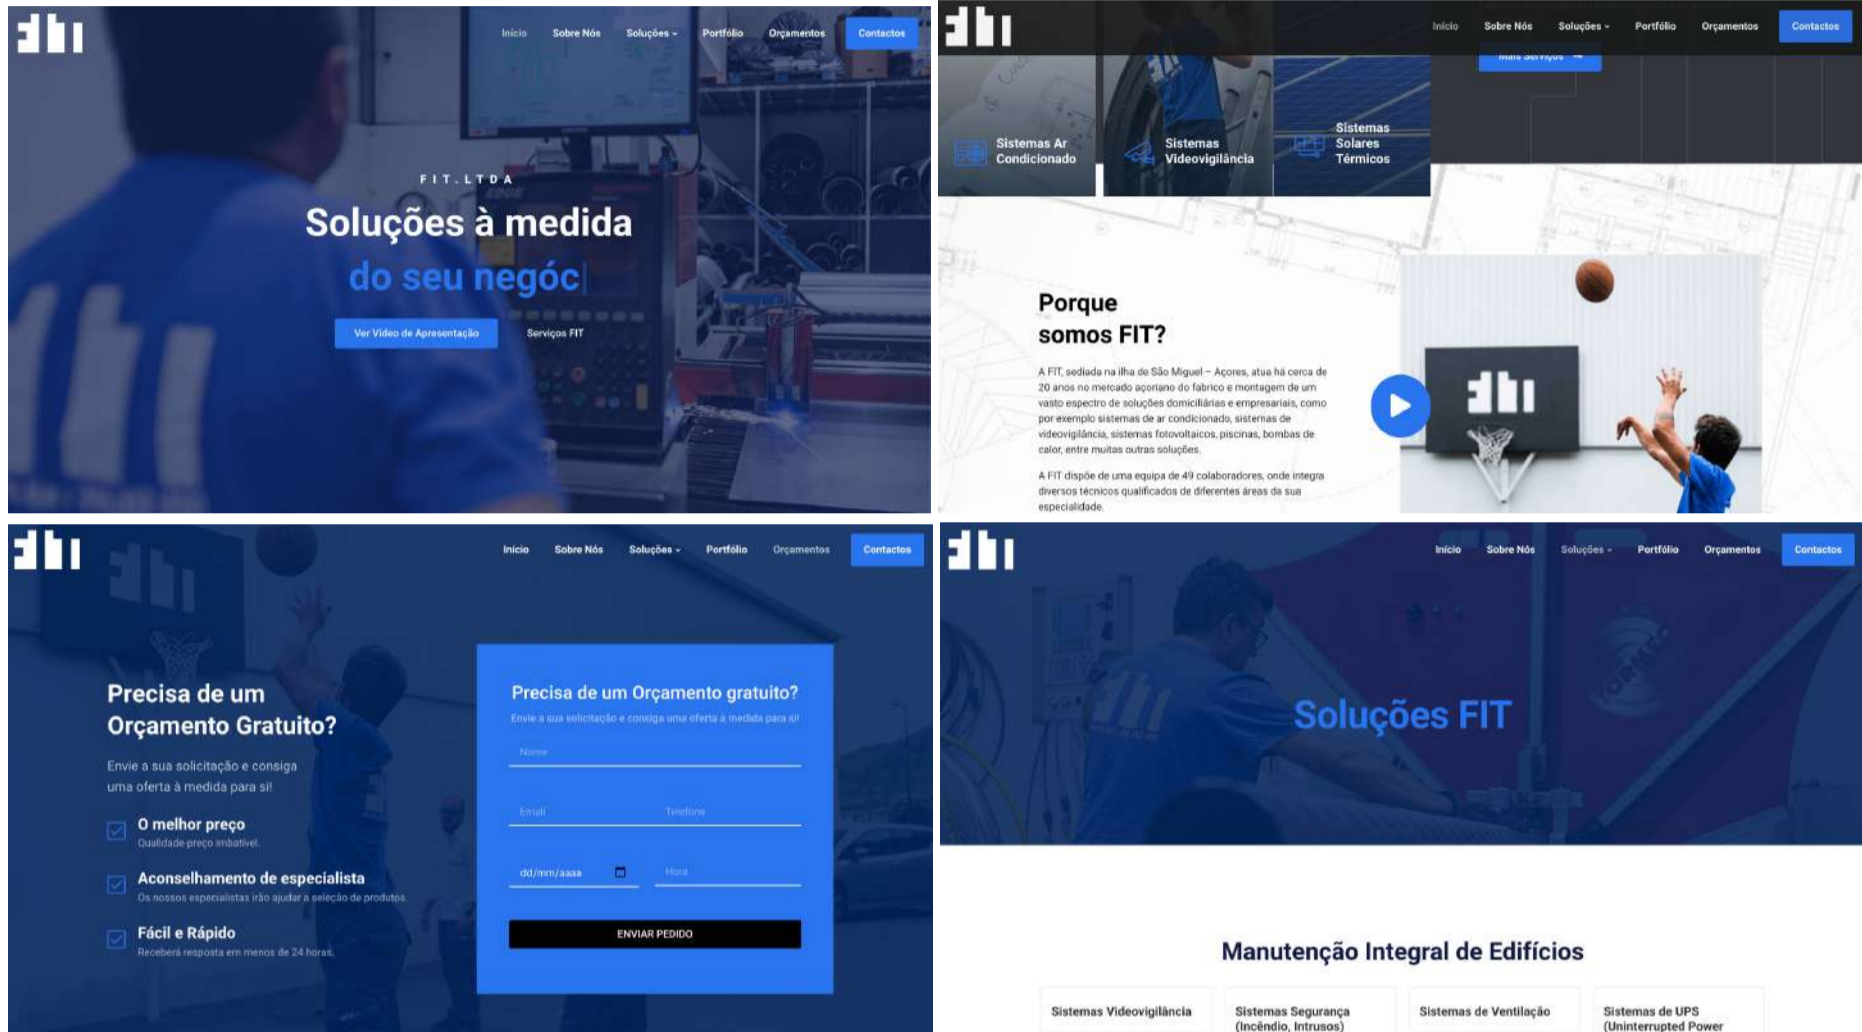 Início Sobre Nós Soluções Portfólio Orçamentos Contactos
FIT.LTDA
Soluções à medida
do seu negóc
Ver Vídeo de Apresentação Serviços FIT
Início Sobre Nós Soluções Portfólio Orçamentos Contactos
Mais Serviços
Sistemas Ar
Condicionado
Sistemas
Videovigilância
Sistemas
Solares
Térmicos
Porque
somos FIT?
A FIT, sediada na ilha de São Miguel – Açores, atua há cerca de
20 anos no mercado açoriano do fabrico e montagem de um
vasto espectro de soluções domiciliárias e empresariais, como
por exemplo sistemas de ar condicionado, sistemas de
videovigilância, sistemas fotovoltaicos, piscinas, bombas de
calor, entre muitas outras soluções.
A FIT dispõe de uma equipa de 49 colaboradores, onde integra
diversos técnicos qualificados de diferentes áreas da sua
especialidade.
Início Sobre Nós Soluções Portfólio Orçamentos Contactos
Precisa de um
Orçamento Gratuito?
Envie a sua solicitação e consiga
uma oferta à medida para si!
O melhor preço
Qualidade-preço imbatível.
Aconselhamento de especialista
Os nossos especialistas irão ajudar a seleção de produtos.
Fácil e Rápido
Receberá resposta em menos de 24 horas.
Precisa de um Orçamento gratuito?
Envie a sua solicitação e consiga uma oferta à medida para si!
Nome
Email Telefone
dd/mm/aaaa Hora
ENVIAR PEDIDO
Início Sobre Nós Soluções Portfólio Orçamentos Contactos
Soluções FIT
Manutenção Integral de Edifícios
Sistemas Videovigilância
Sistemas Segurança
(Incêndio, Intrusos)
Sistemas de Ventilação
Sistemas de UPS
(Uninterrupted Power